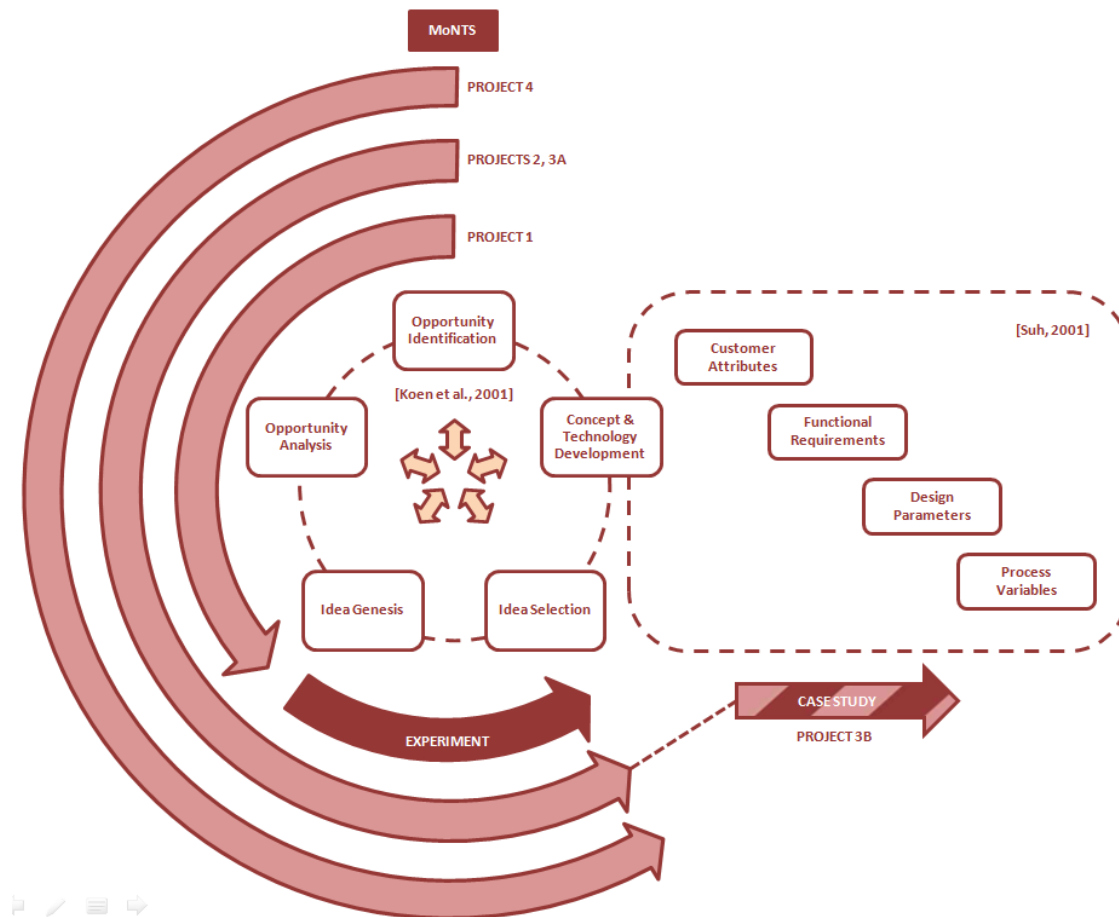 MoNTS
PROJECT 4
PROJECTS 2, 3A
PROJECT 1
Opportunity
Identification
[Koen et al., 2001]
Opportunity
Analysis
Concept &
Technology
Development
Idea Genesis
Idea Selection
EXPERIMENT
[Suh, 2001]
Customer
Attributes
Functional
Requirements
Design
Parameters
Process
Variables
CASE STUDY
PROJECT 3B